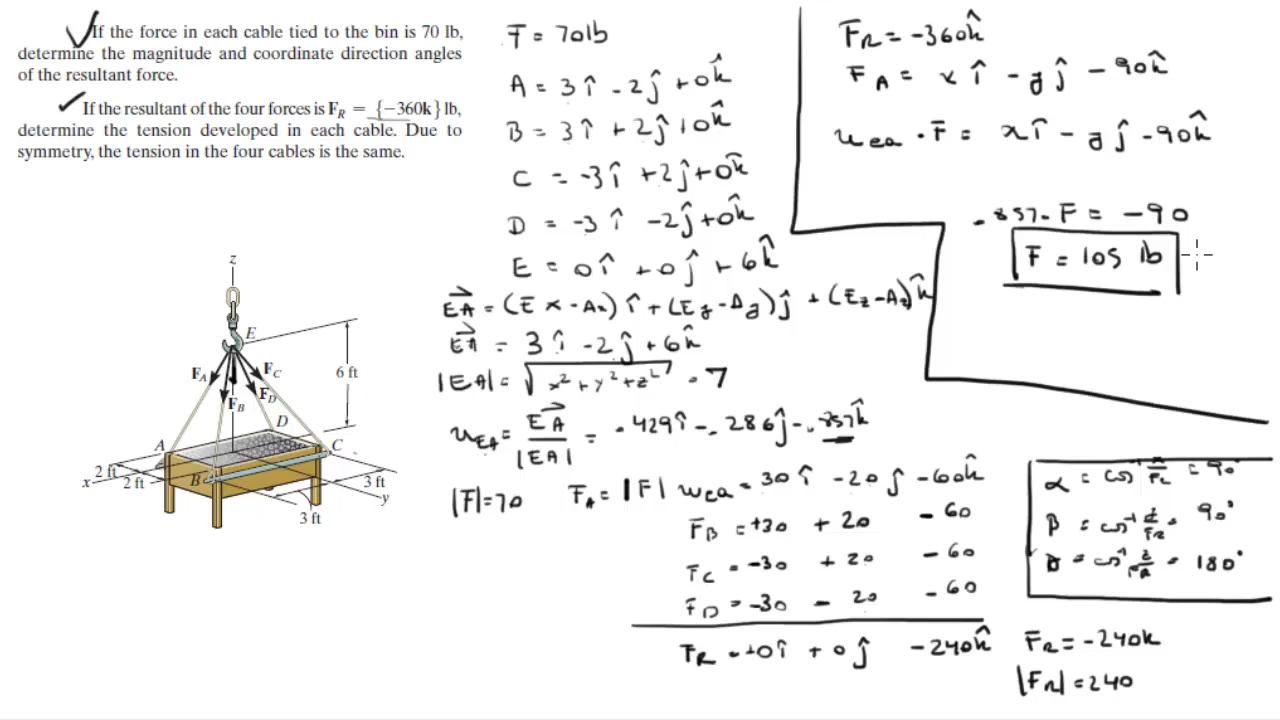 If the force in each cable tied to the bin is 70 lb,
determine the magnitude and coordinate direction angles
of the resultant force.
If the resultant of the four forces is F_R = {−360k} lb,
determine the tension developed in each cable. Due to
symmetry, the tension in the four cables is the same.
z
E
F_A
F_C
F_B
F_D
6 ft
A
D
C
B
2 ft
2 ft
x
3 ft
y
3 ft
F = 70lb
A = 3î - 2ĵ + 0k̂
B = 3î + 2ĵ + 0k̂
C = -3î + 2ĵ + 0k̂
D = -3î - 2ĵ + 0k̂
E = 0î + 0ĵ + 6k̂
EA = (Ex - Ax)î + (Ey - Ay)ĵ + (Ez - Az)k̂
EA = 3î - 2ĵ + 6k̂
|EA| = √x² + y² + z² = 7
u_EA = EA / |EA| = .429î - .286ĵ - .857k̂
|F| = 70 F_A = |F| u_EA = 30î - 20ĵ - 60k̂
F_B = +30 + 20 - 60
F_C = -30 + 20 - 60
F_D = -30 - 20 - 60
F_R = +0î + 0ĵ - 240k̂
F_R = -360k̂
F_A = xî - yĵ - 90k̂
u_EA · F = xî - yĵ - 90k̂
-.857 · F = -90
F = 105 lb
α = cos⁻¹ x/F_R = 90°
β = cos⁻¹ y/F_R = 90°
γ = cos⁻¹ z/F_R = 180°
F_R = -240k
|F_R| = 240